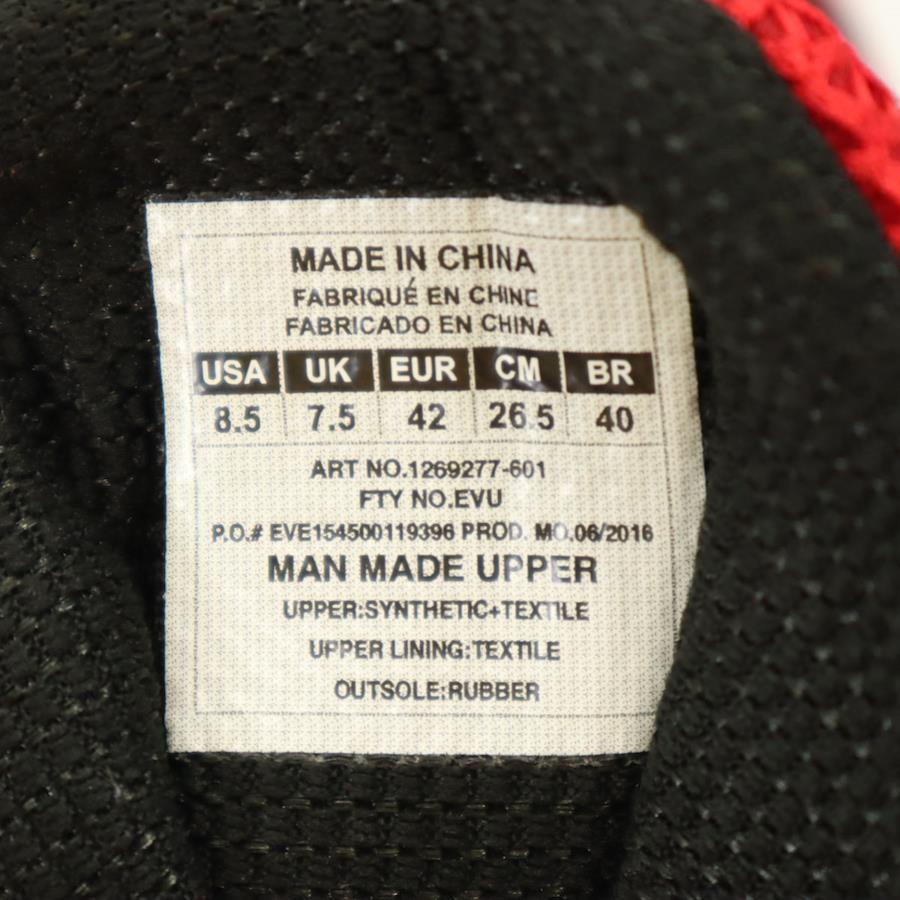 MADE IN CHINA
FABRIQUÉ EN CHINE
FABRICADO EN CHINA
USA UK EUR CM BR
8.5 7.5 42 26.5 40
ART NO.1269277-601
FTY NO.EVU
P.O.# EVE154500119396 PROD. MO.06/2016
MAN MADE UPPER
UPPER:SYNTHETIC+TEXTILE
UPPER LINING:TEXTILE
OUTSOLE:RUBBER